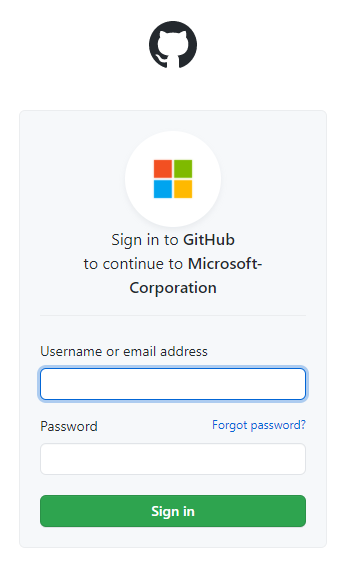 Sign in to GitHub
to continue to Microsoft-
Corporation
Username or email address
Password
Forgot password?
Sign in